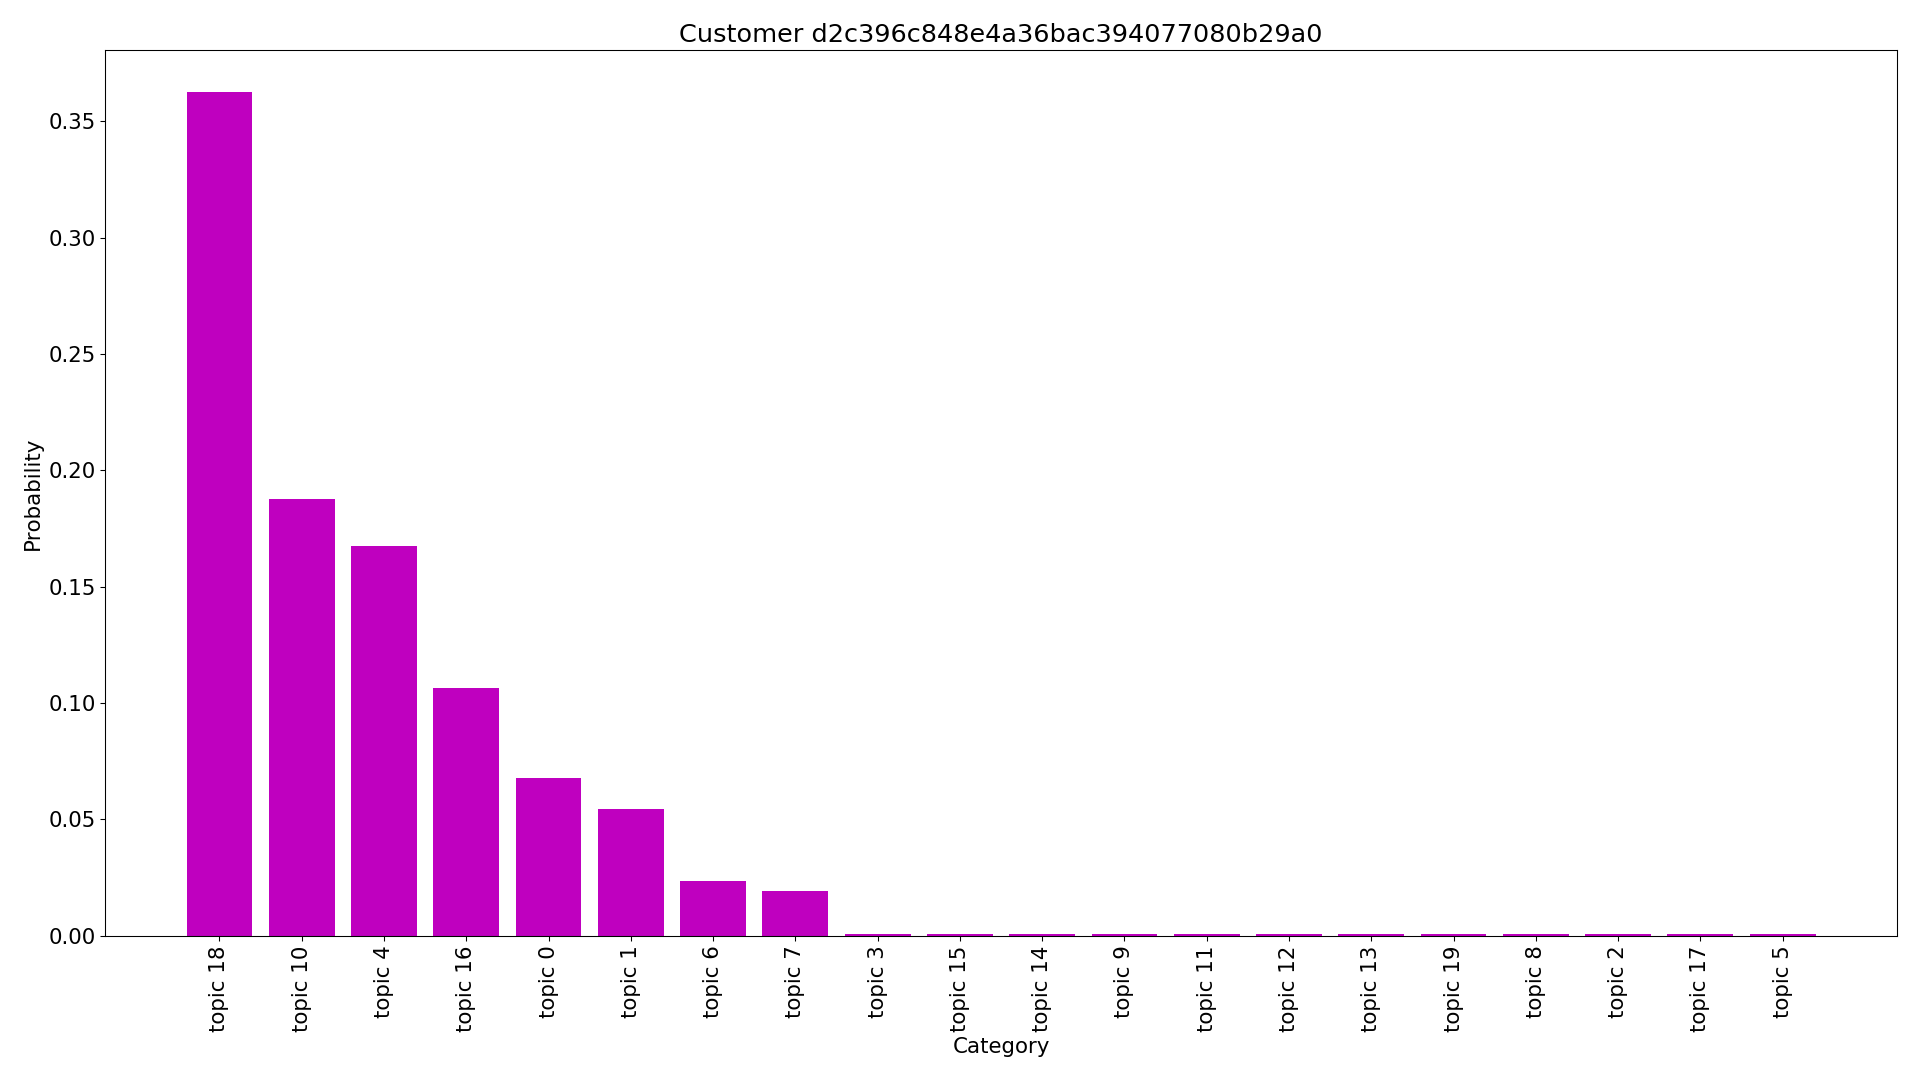 Customer d2c396c848e4a36bac394077080b29a0
Probability
0.35
0.30
0.25
0.20
0.15
0.10
0.05
0.00
topic 18
topic 10
topic 4
topic 16
topic 0
topic 1
topic 6
topic 7
topic 3
topic 15
topic 14
topic 9
topic 11
topic 12
topic 13
topic 19
topic 8
topic 2
topic 17
topic 5
Category